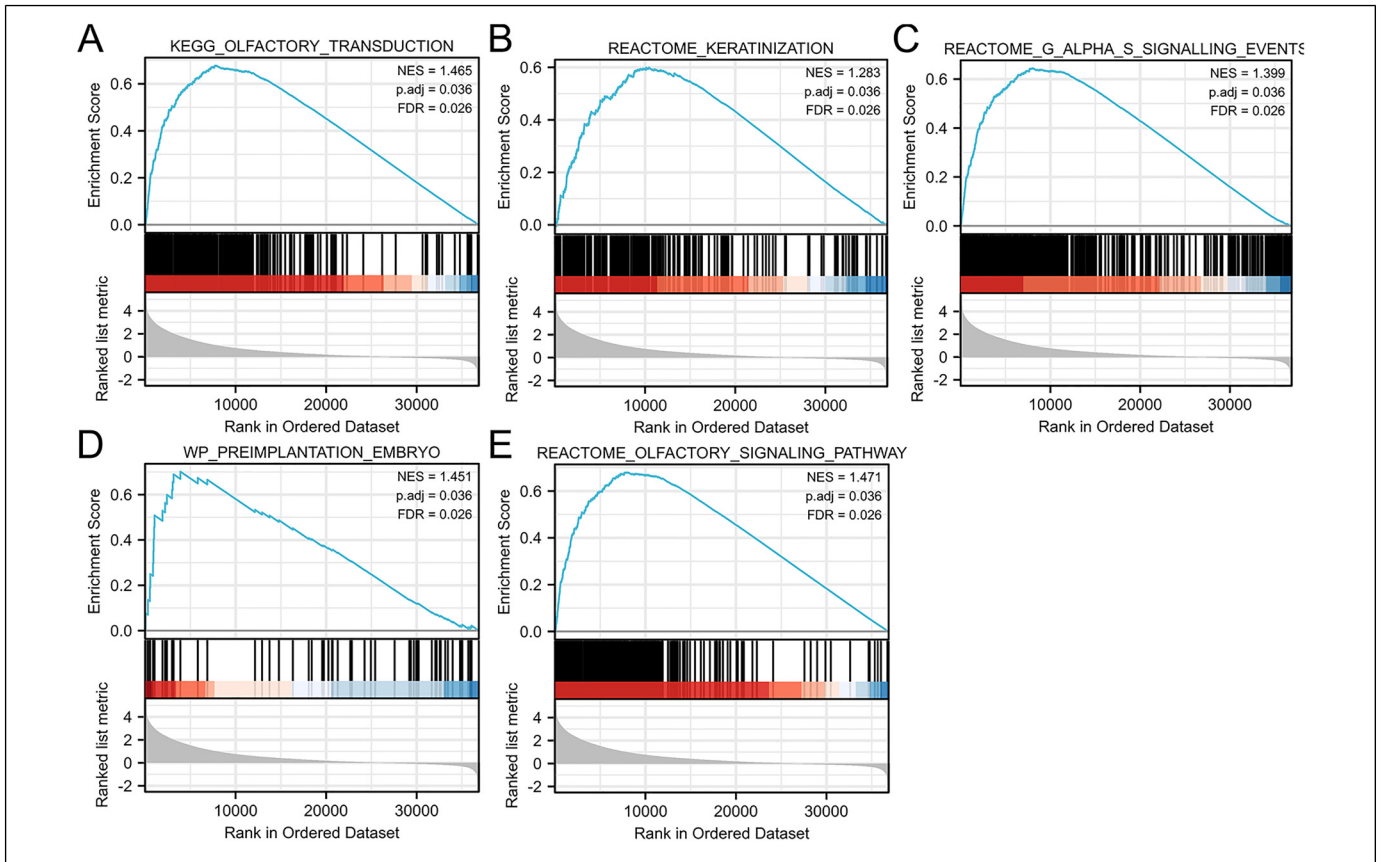 A
KEGG_OLFACTORY_TRANSDUCTION
NES = 1.465
p.adj = 0.036
FDR = 0.026
Enrichment Score
0.6
0.4
0.2
0.0
Ranked list metric
4
2
0
-2
10000 20000 30000
Rank in Ordered Dataset
B
REACTOME_KERATINIZATION
NES = 1.283
p.adj = 0.036
FDR = 0.026
Enrichment Score
0.6
0.4
0.2
0.0
Ranked list metric
4
2
0
-2
10000 20000 30000
Rank in Ordered Dataset
C
REACTOME_G_ALPHA_S_SIGNALLING_EVENTS
NES = 1.399
p.adj = 0.036
FDR = 0.026
Enrichment Score
0.6
0.4
0.2
0.0
Ranked list metric
4
2
0
-2
10000 20000 30000
Rank in Ordered Dataset
D
WP_PREIMPLANTATION_EMBRYO
NES = 1.451
p.adj = 0.036
FDR = 0.026
Enrichment Score
0.6
0.4
0.2
0.0
Ranked list metric
4
2
0
-2
10000 20000 30000
Rank in Ordered Dataset
E
REACTOME_OLFACTORY_SIGNALING_PATHWAY
NES = 1.471
p.adj = 0.036
FDR = 0.026
Enrichment Score
0.6
0.4
0.2
0.0
Ranked list metric
4
2
0
-2
10000 20000 30000
Rank in Ordered Dataset